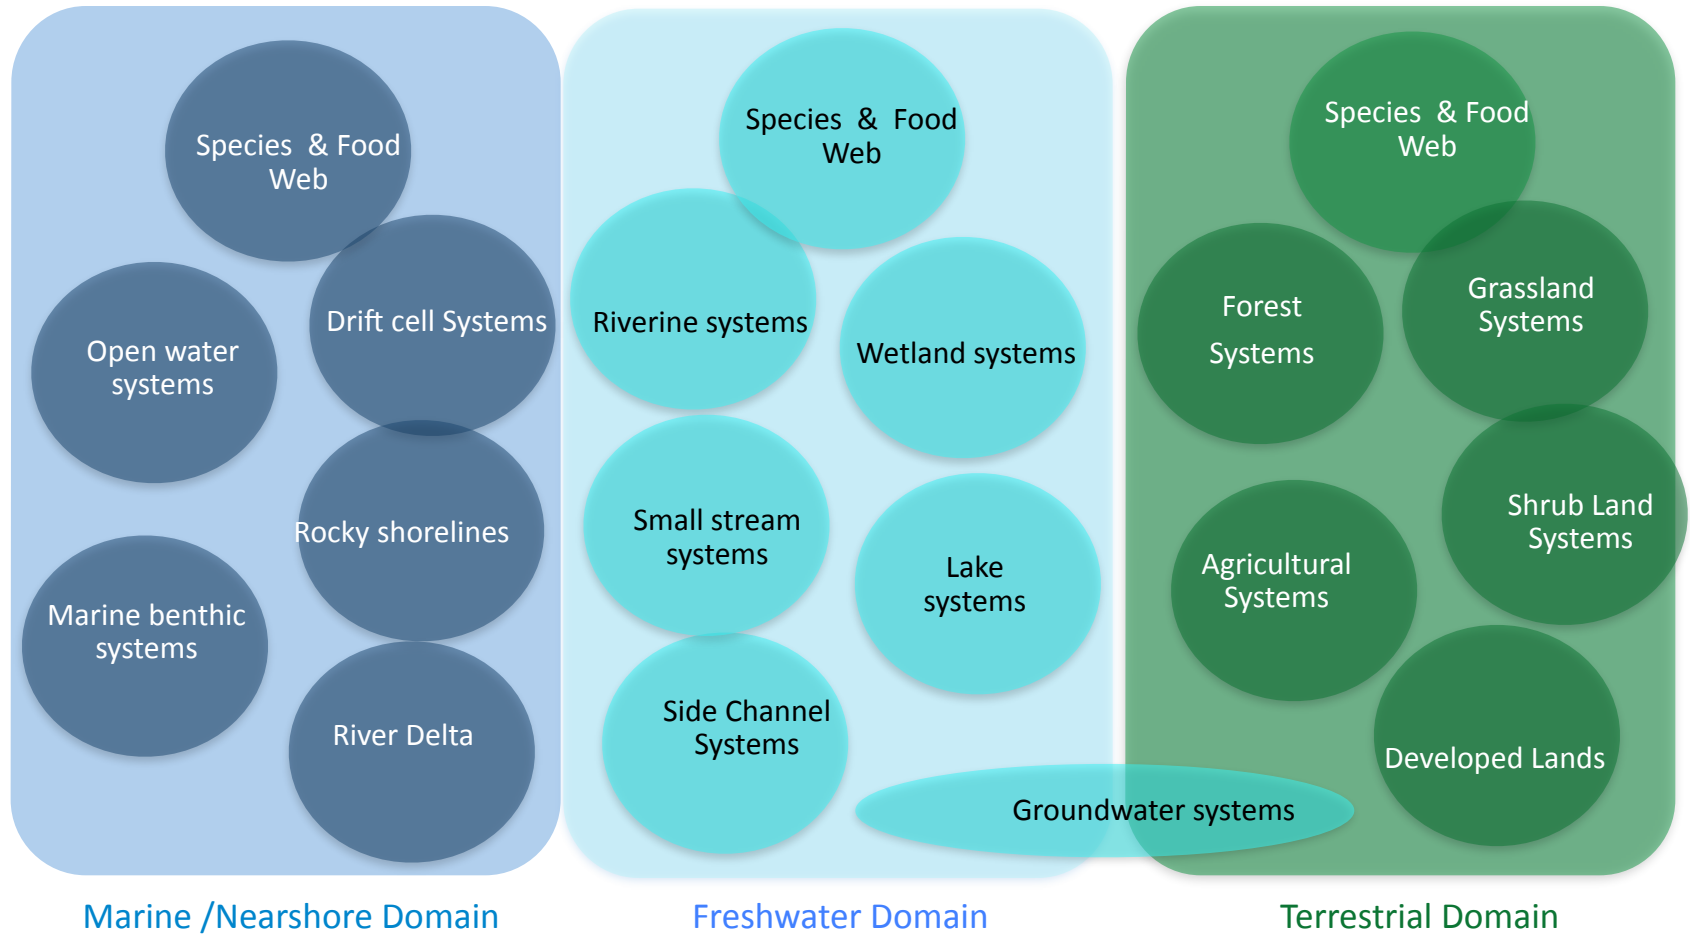 Species & Food
Web
Drift cell Systems
Open water
systems
Rocky shorelines
Marine benthic
systems
River Delta
Marine /Nearshore Domain
Species & Food
Web
Riverine systems
Wetland systems
Small stream
systems
Lake
systems
Side Channel
Systems
Groundwater systems
Freshwater Domain
Species & Food
Web
Forest
Systems
Grassland
Systems
Shrub Land
Systems
Agricultural
Systems
Developed Lands
Terrestrial Domain